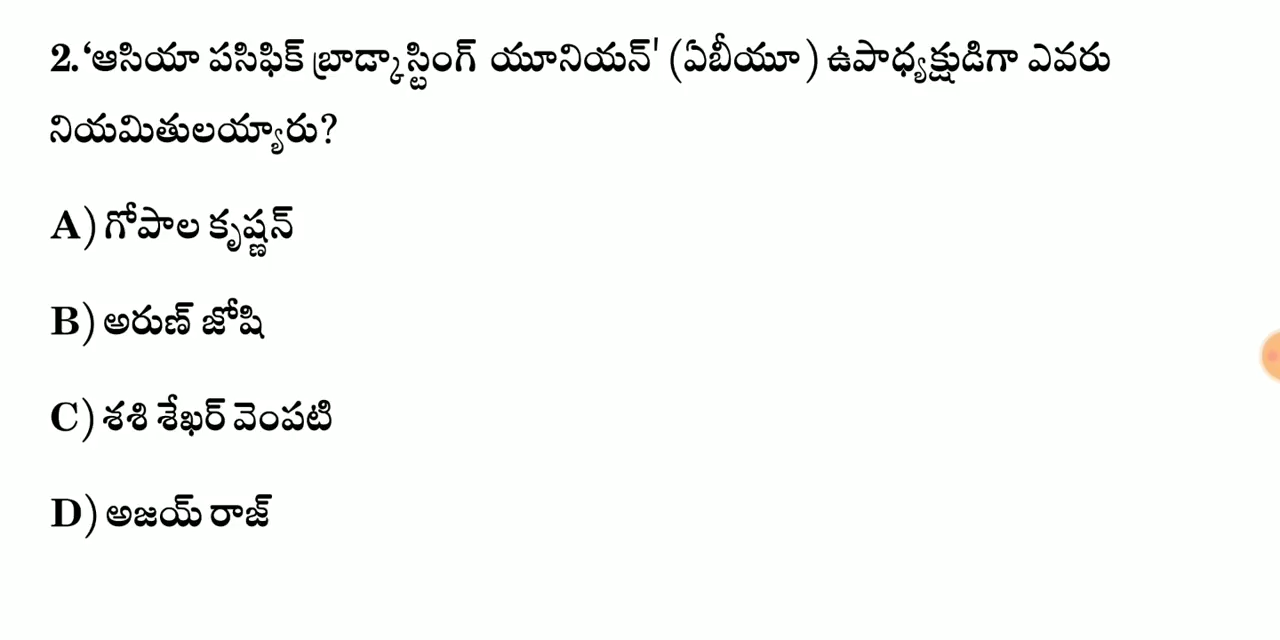 2.‘ఆసియా పసిఫిక్ బ్రాడ్కాస్టింగ్ యూనియన్' (ఏబీయూ) ఉపాధ్యక్షుడిగా ఎవరు
నియమితులయ్యారు?
A) గోపాల కృష్ణన్
B) అరుణ్ జోషి
C) శశి శేఖర్ వెంపటి
D) అజయ్ రాజ్